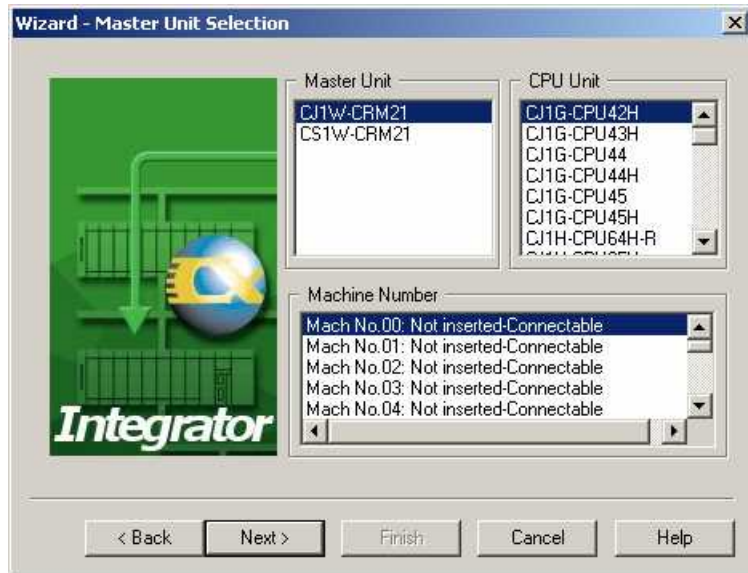 Wizard - Master Unit Selection
Master Unit
CJ1W-CRM21
CS1W-CRM21
CPU Unit
CJ1G-CPU42H
CJ1G-CPU43H
CJ1G-CPU44
CJ1G-CPU44H
CJ1G-CPU45
CJ1G-CPU45H
CJ1H-CPU64H-R
Machine Number
Mach No.00: Not inserted-Connectable
Mach No.01: Not inserted-Connectable
Mach No.02: Not inserted-Connectable
Mach No.03: Not inserted-Connectable
Mach No.04: Not inserted-Connectable
CX
Integrator
< Back
Next >
Finish
Cancel
Help